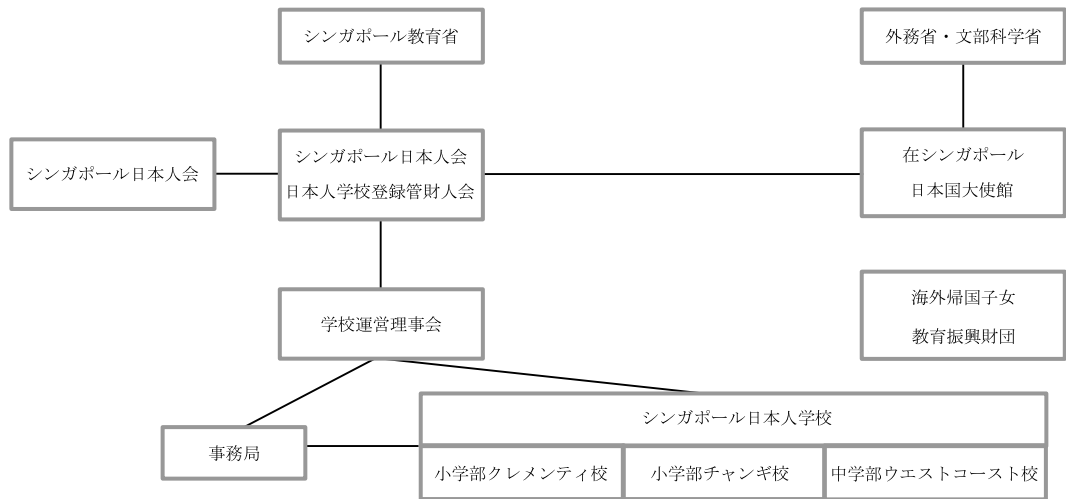 シンガポール教育省
外務省・文部科学省
シンガポール日本人会
シンガポール日本人会
日本人学校登録管財人会
在シンガポール
日本国大使館
学校運営理事会
海外帰国子女
教育振興財団
シンガポール日本人学校
事務局
小学部クレメンティ校
小学部チャンギ校
中学部ウエストコースト校